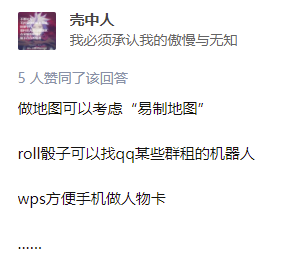 壳中人
我必须承认我的傲慢与无知
5 人赞同了该回答
做地图可以考虑“易制地图”
roll骰子可以找qq某些群租的机器人
wps方便手机做人物卡
……